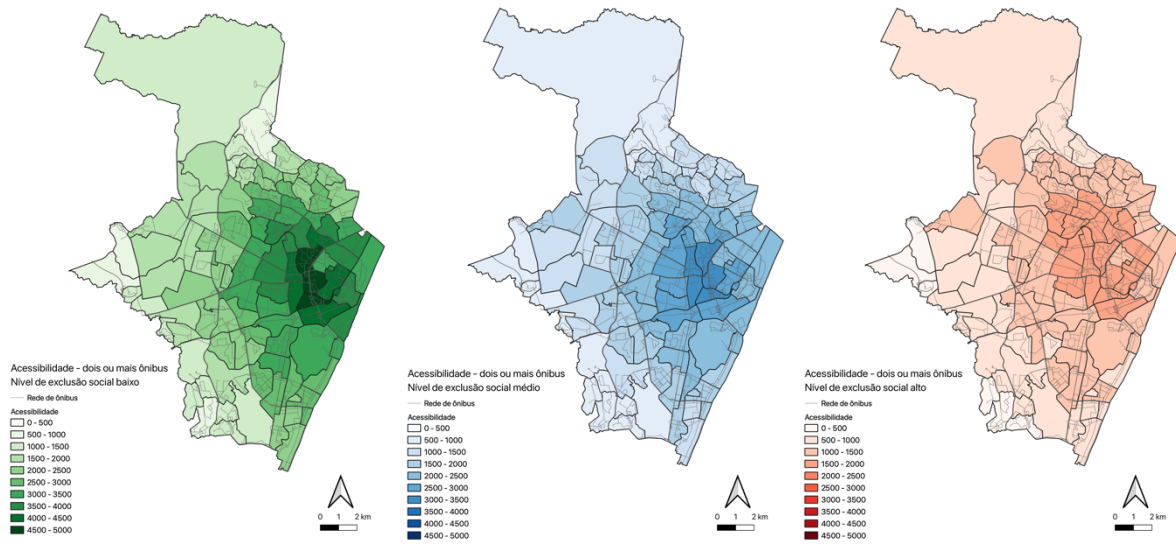 Acessibilidade - dois ou mais ônibus
Nível de exclusão social baixo
Rede de ônibus
Acessibilidade
0 - 500
500 - 1000
1000 - 1500
1500 - 2000
2000 - 2500
2500 - 3000
3000 - 3500
3500 - 4000
4000 - 4500
4500 - 5000
0 1 2 km
Acessibilidade - dois ou mais ônibus
Nível de exclusão social médio
Rede de ônibus
Acessibilidade
0 - 500
500 - 1000
1000 - 1500
1500 - 2000
2000 - 2500
2500 - 3000
3000 - 3500
3500 - 4000
4000 - 4500
4500 - 5000
0 1 2 km
Acessibilidade - dois ou mais ônibus
Nível de exclusão social alto
Rede de ônibus
Acessibilidade
0 - 500
500 - 1000
1000 - 1500
1500 - 2000
2000 - 2500
2500 - 3000
3000 - 3500
3500 - 4000
4000 - 4500
4500 - 5000
0 1 2 km